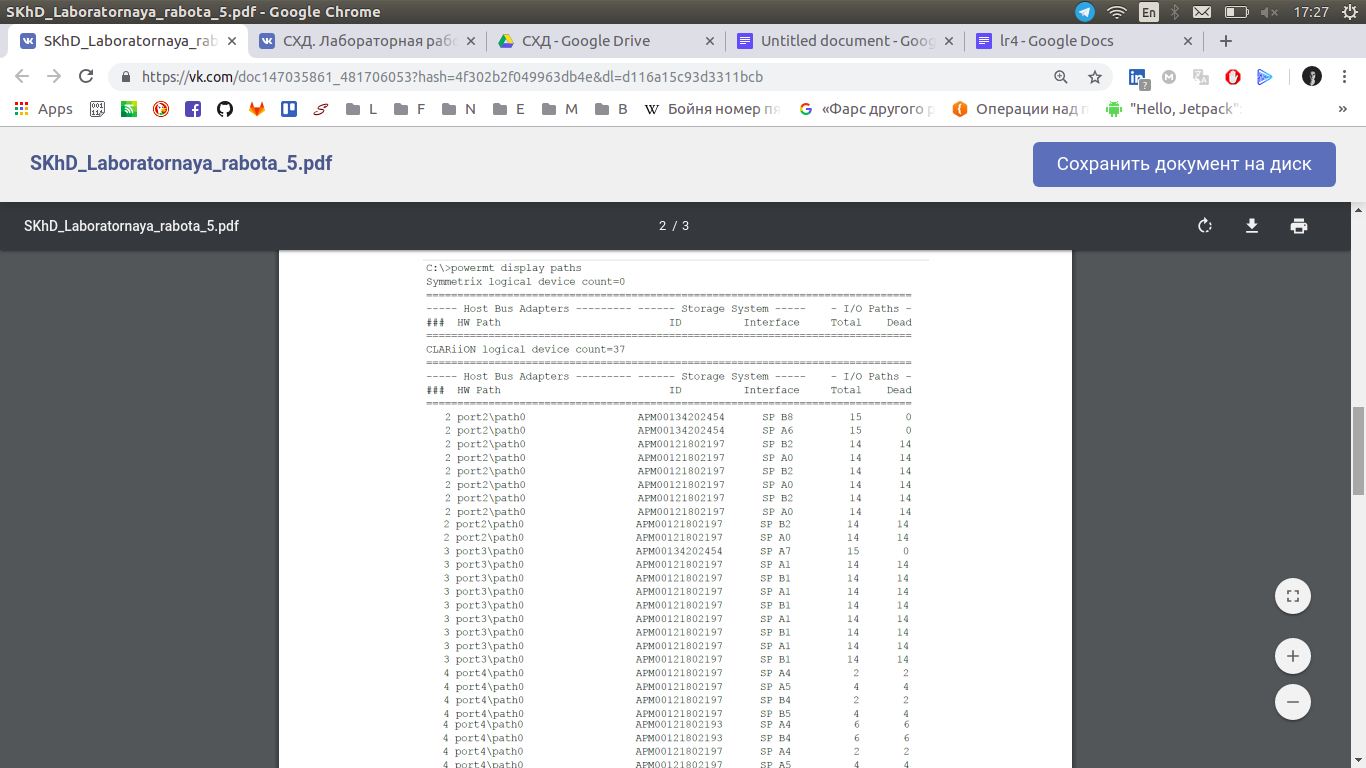 SKhD_Laboratornaya_rabota_5.pdf - Google Chrome
En
17:27
SKhD_Laboratornaya_rab
СХД. Лабораторная рабо
СХД - Google Drive
Untitled document - Goog
lr4 - Google Docs
https://vk.com/doc147035861_481706053?hash=4f302b2f049963db4e&dl=d116a15c93d3311bcb
Apps
L
F
N
E
M
B
Бойня номер пя
«Фарс другого р
Операции над п
"Hello, Jetpack"
»
SKhD_Laboratornaya_rabota_5.pdf
Сохранить документ на диск
SKhD_Laboratornaya_rabota_5.pdf
2 / 3
C:\>powermt display paths
Symmetrix logical device count=0
==============================================================================
----- Host Bus Adapters --------- ------ Storage System ----- - I/O Paths -
### HW Path ID Interface Total Dead
==============================================================================
CLARiiON logical device count=37
==============================================================================
----- Host Bus Adapters --------- ------ Storage System ----- - I/O Paths -
### HW Path ID Interface Total Dead
==============================================================================
2 port2\path0 APM00134202454 SP B8 15 0
2 port2\path0 APM00134202454 SP A6 15 0
2 port2\path0 APM00121802197 SP B2 14 14
2 port2\path0 APM00121802197 SP A0 14 14
2 port2\path0 APM00121802197 SP B2 14 14
2 port2\path0 APM00121802197 SP A0 14 14
2 port2\path0 APM00121802197 SP B2 14 14
2 port2\path0 APM00121802197 SP A0 14 14
2 port2\path0 APM00121802197 SP B2 14 14
2 port2\path0 APM00121802197 SP A0 14 14
3 port3\path0 APM00134202454 SP A7 15 0
3 port3\path0 APM00121802197 SP A1 14 14
3 port3\path0 APM00121802197 SP B1 14 14
3 port3\path0 APM00121802197 SP A1 14 14
3 port3\path0 APM00121802197 SP B1 14 14
3 port3\path0 APM00121802197 SP A1 14 14
3 port3\path0 APM00121802197 SP B1 14 14
3 port3\path0 APM00121802197 SP A1 14 14
3 port3\path0 APM00121802197 SP B1 14 14
4 port4\path0 APM00121802197 SP A4 2 2
4 port4\path0 APM00121802197 SP A5 4 4
4 port4\path0 APM00121802197 SP B4 2 2
4 port4\path0 APM00121802197 SP B5 4 4
4 port4\path0 APM00121802193 SP A4 6 6
4 port4\path0 APM00121802193 SP B4 6 6
4 port4\path0 APM00121802197 SP A4 2 2
4 port4\path0 APM00121802197 SP A5 4 4